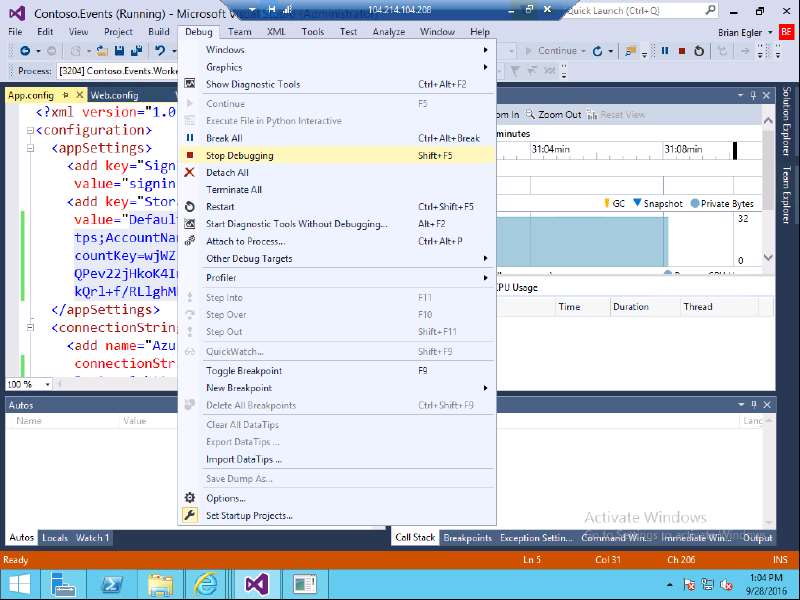 Contoso.Events (Running) - Microsoft Visual Studio (Administrator)
104.214.104.208
Quick Launch (Ctrl+Q)
File Edit View Project Build Debug Team XML Tools Test Analyze Window Help
Brian Egler BE
Continue
Process: [3204] Contoso.Events.Worke
App.config Web.config
<?xml version="1.0
<configuration>
<appSettings>
<add key="Sign
value="signin
<add key="Stor
value="Default
tps;AccountNam
countKey=wjWZ
QPev22jHkoK4I
kQrl+f/RLlghM
</appSettings>
<connectionStrin
<add name="Azu
connectionStr
100 %
Windows
Graphics
Show Diagnostic Tools Ctrl+Alt+F2
Continue F5
Execute File in Python Interactive
Break All Ctrl+Alt+Break
Stop Debugging Shift+F5
Detach All
Terminate All
Restart Ctrl+Shift+F5
Start Diagnostic Tools Without Debugging... Alt+F2
Attach to Process... Ctrl+Alt+P
Other Debug Targets
Profiler
Step Into F11
Step Over F10
Step Out Shift+F11
QuickWatch... Shift+F9
Toggle Breakpoint F9
New Breakpoint
Delete All Breakpoints Ctrl+Shift+F9
Clear All DataTips
Export DataTips ...
Import DataTips ...
Save Dump As...
Options...
Set Startup Projects...
om In Zoom Out Reset View
minutes
31:04min 31:08min
GC Snapshot Private Bytes
32
0
CPU Usage
Time Duration Thread
Solution Explorer
Team Explorer
Autos
Name Value
Lang
Activate Windows
Autos Locals Watch 1
Call Stack Breakpoints Exception Settin... Command Win... Immediate Win... Output
Ready Ln 5 Col 31 Ch 206 INS
1:04 PM
9/28/2016